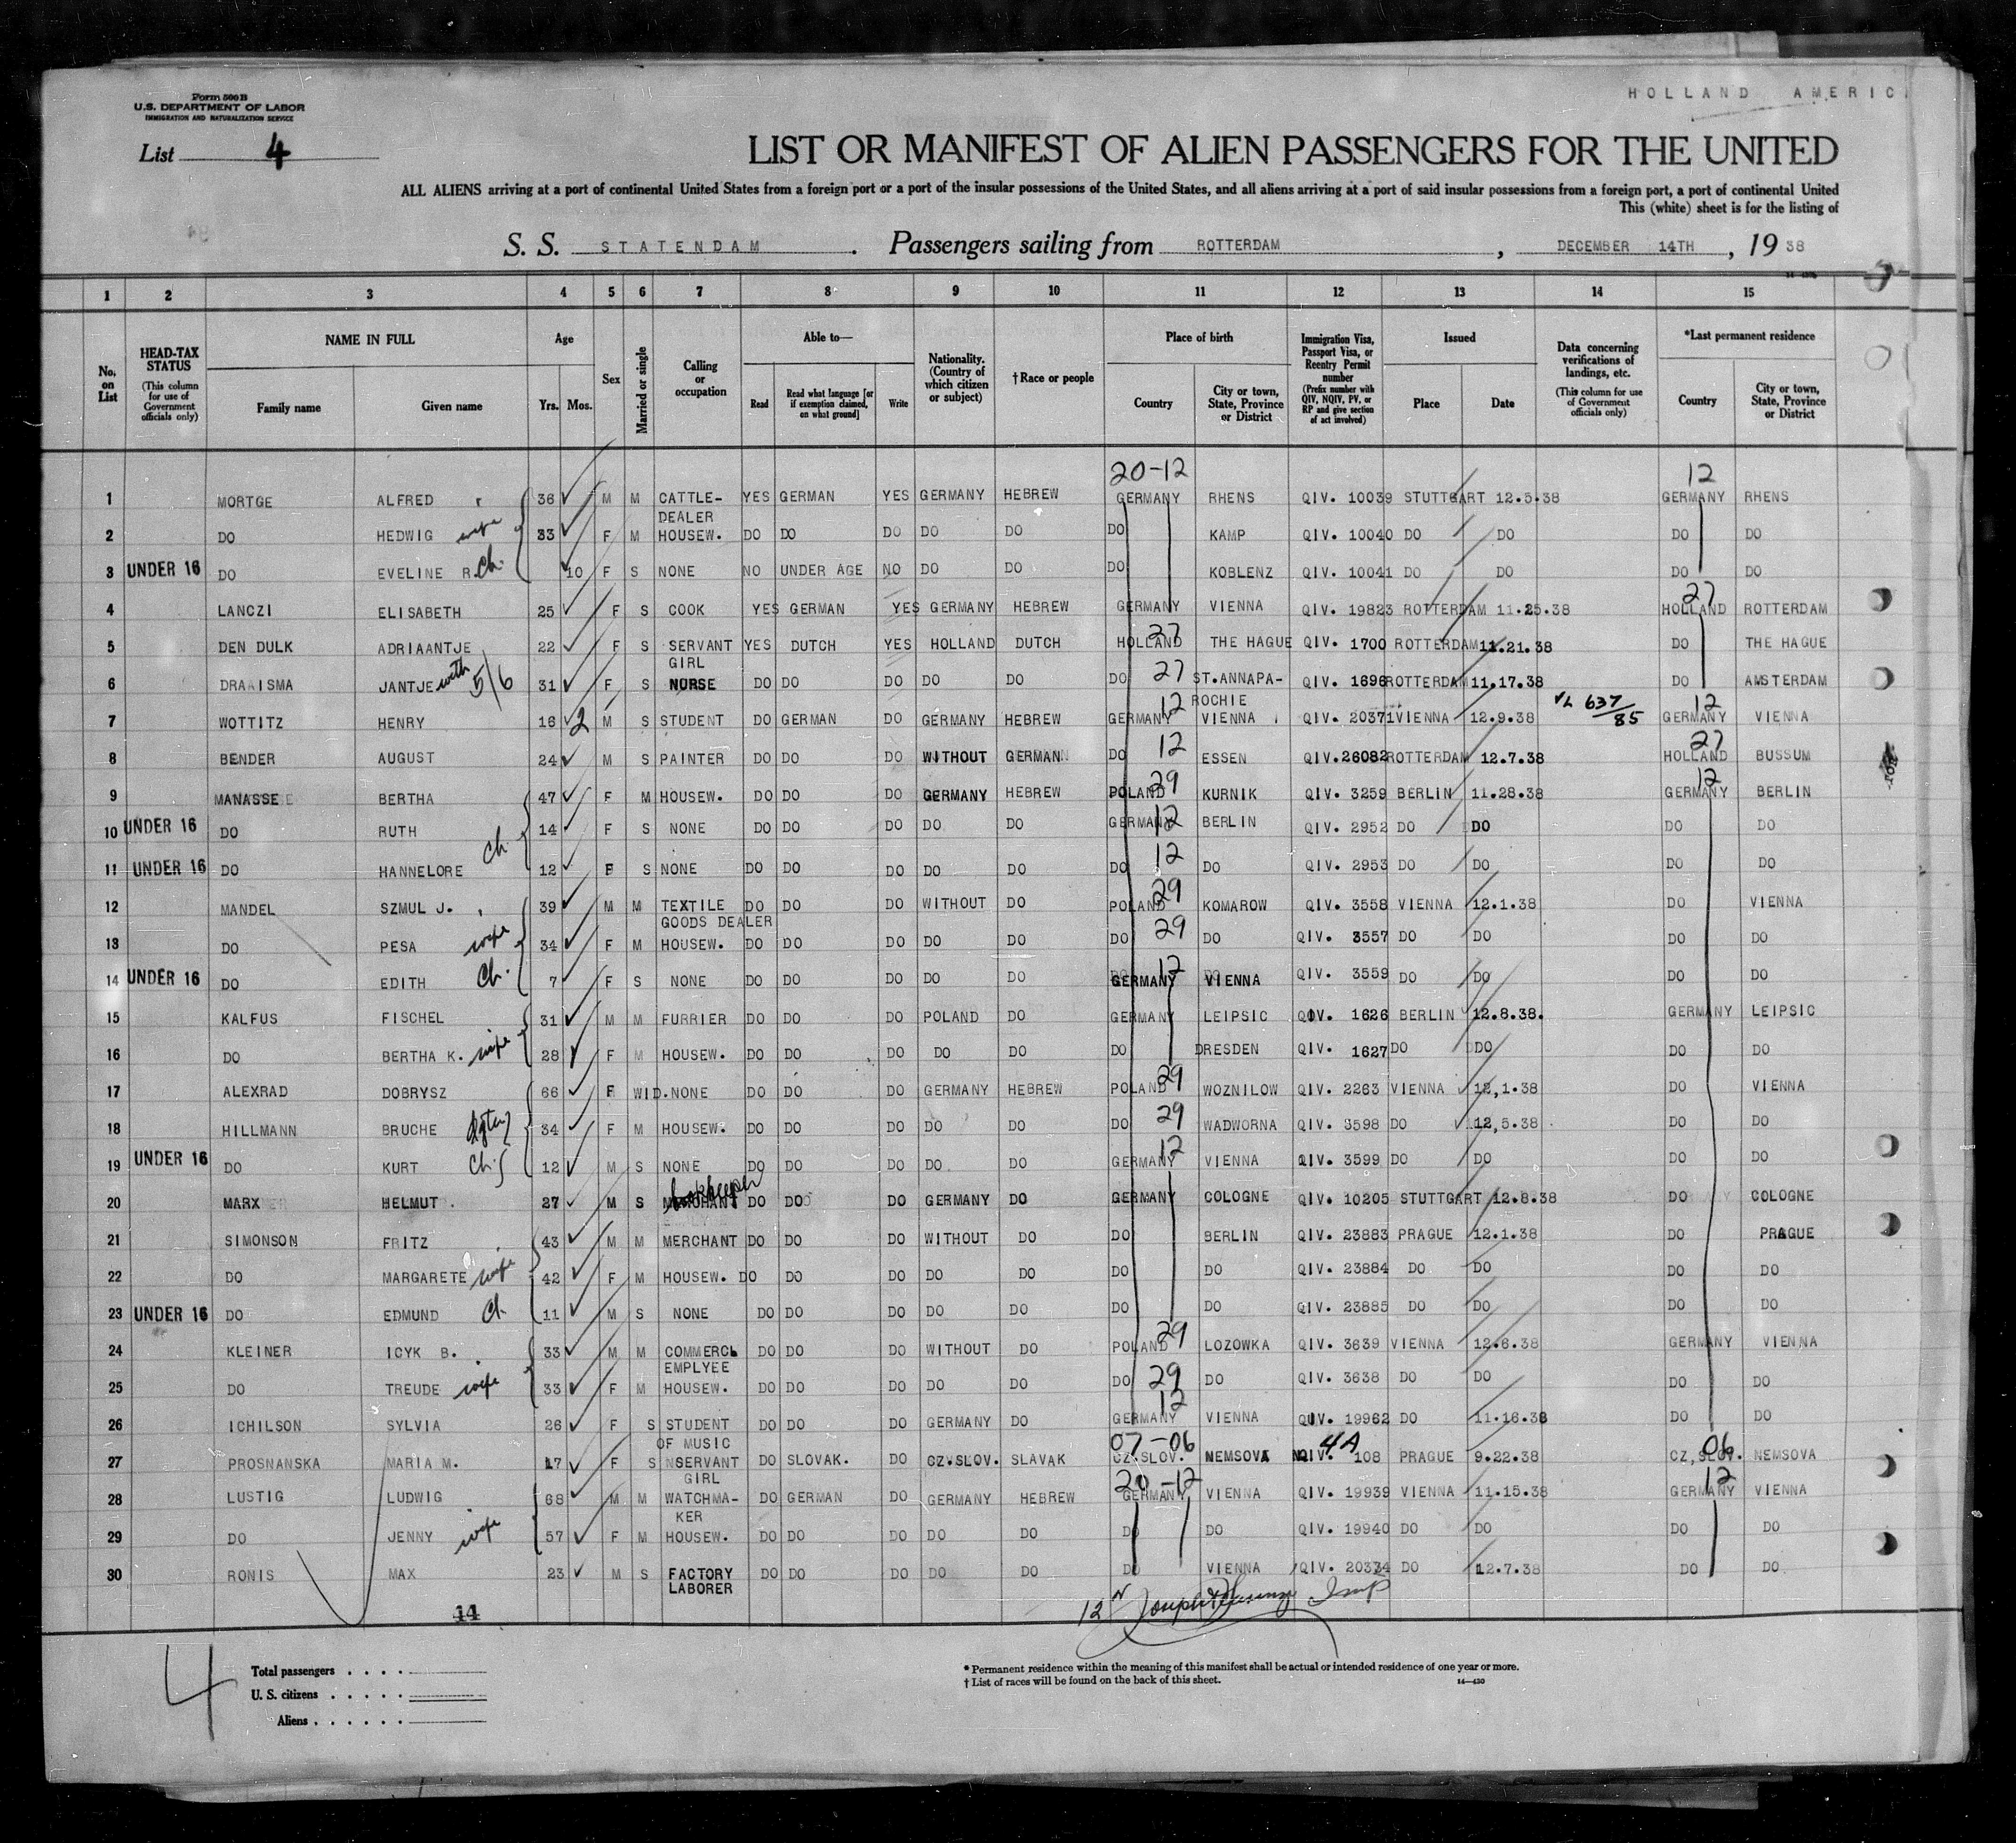 HOLLAND AMERIC
Form 500 B
U.S. DEPARTMENT OF LABOR
IMMIGRATION AND NATURALIZATION SERVICE
List 4
LIST OR MANIFEST OF ALIEN PASSENGERS FOR THE UNITED
ALL ALIENS arriving at a port of continental United States from a foreign port or a port of the insular possessions of the United States, and all aliens arriving at a port of said insular possessions from a foreign port, a port of continental United
This (white) sheet is for the listing of
S. S. STATENDAM. Passengers sailing from ROTTERDAM, DECEMBER 14TH, 1938
1 2 3 4 5 6 7 8 9 10 11 12 13 14 15
No. on List
HEAD-TAX STATUS (This column for use of Government officials only)
NAME IN FULL Family name Given name
Age Yrs. Mos.
Sex
Married or single
Calling or occupation
Able to— Read Read what language [or if exemption claimed, on what ground] Write
Nationality. (Country of which citizen or subject)
†Race or people
Place of birth Country City or town, State, Province or District
Immigration Visa, Passport Visa, or Reentry Permit number (Prefix number with QIV, NQIV, PV, or RP and give section of act involved)
Issued Place Date
Data concerning verifications of landings, etc. (This column for use of Government officials only)
*Last permanent residence Country City or town, State, Province or District
20-12 12
1 MORTGE ALFRED 36 M M CATTLE-DEALER YES GERMAN YES GERMANY HEBREW GERMANY RHENS QIV. 10039 STUTTGART 12.5.38 GERMANY RHENS
2 DO HEDWIG wife 33 F M HOUSEW. DO DO DO DO DO DO KAMP QIV. 10040 DO DO DO DO
3 UNDER 16 DO EVELINE R. Ch. 10 F S NONE NO UNDER AGE NO DO DO DO KOBLENZ QIV. 10041 DO DO DO DO
4 LANCZI ELISABETH 25 F S COOK YES GERMAN YES GERMANY HEBREW GERMANY VIENNA QIV. 19823 ROTTERDAM 11.25.38 27 HOLLAND ROTTERDAM
5 DEN DULK ADRIAANTJE 22 F S SERVANT GIRL YES DUTCH YES HOLLAND DUTCH 27 HOLLAND THE HAGUE QIV. 1700 ROTTERDAM 11.21.38 DO THE HAGUE
6 DRAAISMA JANTJE with 5/6 31 F S NURSE DO DO DO DO DO DO 27 ST.ANNAPA-ROCHIE QIV. 1696 ROTTERDAM 11.17.38 DO AMSTERDAM
7 WOTTITZ HENRY 16 2 M S STUDENT DO GERMAN DO GERMANY HEBREW 12 GERMANY VIENNA QIV. 20371 VIENNA 12.9.38 VL 637/85 12 GERMANY VIENNA
8 BENDER AUGUST 24 M S PAINTER DO DO DO WITHOUT GERMAN DO 12 ESSEN QIV. 26082 ROTTERDAM 12.7.38 27 HOLLAND BUSSUM
9 MANASSE BERTHA 47 F M HOUSEW. DO DO DO GERMANY HEBREW 29 POLAND KURNIK QIV. 3259 BERLIN 11.28.38 12 GERMANY BERLIN
10 UNDER 16 DO RUTH 14 F S NONE DO DO DO DO DO 12 GERMANY BERLIN QIV. 2952 DO DO DO DO
11 UNDER 16 DO HANNELORE Ch 12 F S NONE DO DO DO DO DO DO 12 DO QIV. 2953 DO DO DO DO
12 MANDEL SZMUL J. 39 M M TEXTILE GOODS DEALER DO DO DO WITHOUT DO 29 POLAND KOMAROW QIV. 3558 VIENNA 12.1.38 DO VIENNA
13 DO PESA wife 34 F M HOUSEW. DO DO DO DO DO DO 29 DO QIV. 3557 DO DO DO DO
14 UNDER 16 DO EDITH Ch. 7 F S NONE DO DO DO DO DO 12 GERMANY VIENNA QIV. 3559 DO DO DO DO
15 KALFUS FISCHEL 31 M M FURRIER DO DO DO POLAND DO GERMANY LEIPSIC QIV. 1626 BERLIN 12.8.38. GERMANY LEIPSIC
16 DO BERTHA K. wife 28 F M HOUSEW. DO DO DO DO DO DO DRESDEN QIV. 1627 DO DO DO DO
17 ALEXRAD DOBRYSZ 66 F WID. NONE DO DO DO GERMANY HEBREW 29 POLAND WOZNILOW QIV. 2263 VIENNA 12,1.38 DO VIENNA
18 HILLMANN BRUCHE dgter 34 F M HOUSEW. DO DO DO DO DO DO 29 WADWORNA QIV. 3598 DO 12,5.38 DO DO
19 UNDER 16 DO KURT Ch. 12 M S NONE DO DO DO DO DO 12 GERMANY VIENNA QIV. 3599 DO DO DO DO
20 MARX HELMUT. 27 M S MERCHANT bookkeeper DO DO DO GERMANY DO GERMANY COLOGNE QIV. 10205 STUTTGART 12.8.38 DO COLOGNE
21 SIMONSON FRITZ 43 M M MERCHANT DO DO DO WITHOUT DO DO BERLIN QIV. 23883 PRAGUE 12.1.38 DO PRAGUE
22 DO MARGARETE wife 42 F M HOUSEW. DO DO DO DO DO DO DO QIV. 23884 DO DO DO DO
23 UNDER 16 DO EDMUND Ch 11 M S NONE DO DO DO DO DO DO DO QIV. 23885 DO DO DO DO
24 KLEINER ICYK B. 33 M M COMMERCL EMPLYEE DO DO DO WITHOUT DO 29 POLAND LOZOWKA QIV. 3639 VIENNA 12.6.38 GERMANY VIENNA
25 DO TREUDE wife 33 F M HOUSEW. DO DO DO DO DO DO 29 DO QIV. 3638 DO DO DO DO
26 ICHILSON SYLVIA 26 F S STUDENT OF MUSIC DO DO DO GERMANY DO 12 GERMANY VIENNA QIV. 19962 DO 11.16.38 DO DO
27 PROSNANSKA MARIA M. 17 F S SERVANT GIRL DO SLOVAK. DO CZ.SLOV. SLAVAK 07-06 CZ.SLOV. NEMSOVA NQIV. 4A 108 PRAGUE 9.22.38 06 CZ,SLOV. NEMSOVA
28 LUSTIG LUDWIG 68 M M WATCHMA-KER DO GERMAN DO GERMANY HEBREW 20-12 GERMANY VIENNA QIV. 19939 VIENNA 11.15.38 12 GERMANY VIENNA
29 DO JENNY wife 57 F M HOUSEW. DO DO DO DO DO DO DO QIV. 19940 DO DO DO DO
30 RONIS MAX 23 M S FACTORY LABORER DO DO DO DO DO DO VIENNA QIV. 20334 DO 12.7.38 DO DO
14
4
Total passengers
U. S. citizens
Aliens
* Permanent residence within the meaning of this manifest shall be actual or intended residence of one year or more.
† List of races will be found on the back of this sheet.
14—430